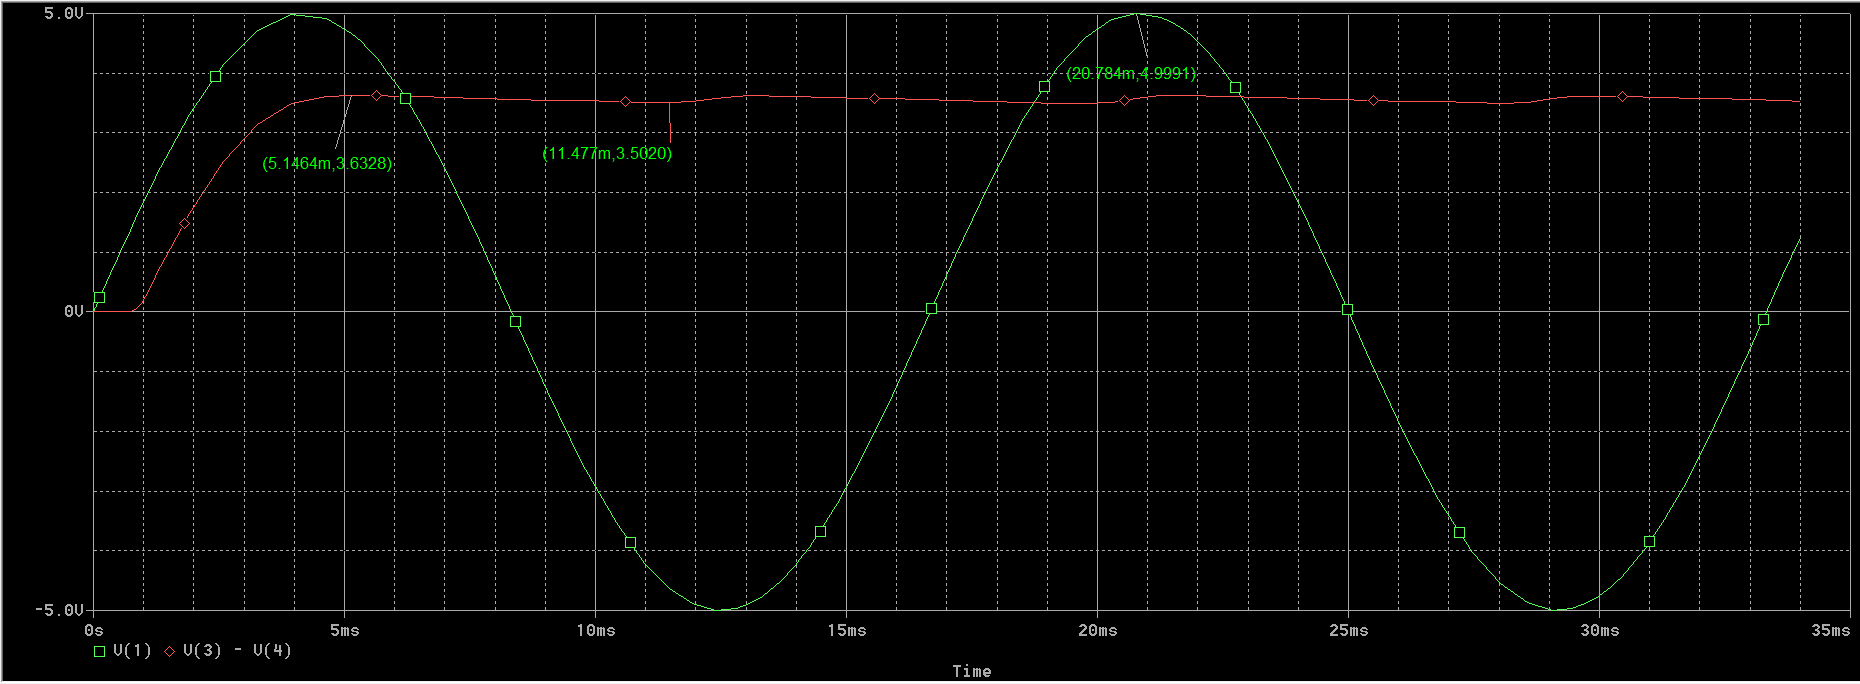 5.0V
(20.784m,4.9991)
(11.477m,3.5020)
(5.1464m,3.6328)
0V
-5.0V
0s 5ms 10ms 15ms 20ms 25ms 30ms 35ms
V(1) V(3) - V(4)
Time